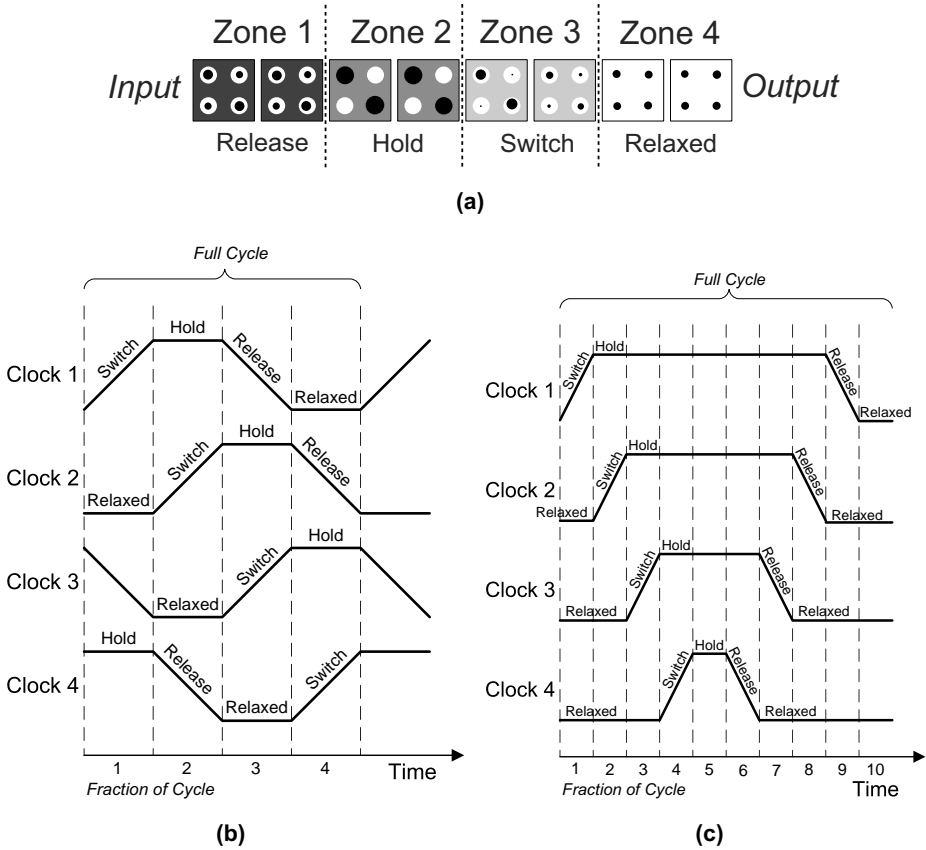 Zone 1 Zone 2 Zone 3 Zone 4
Input Output
Release Hold Switch Relaxed
(a)
Full Cycle
Clock 1 Switch Hold Release Relaxed
Clock 2 Relaxed Switch Hold Release
Clock 3 Relaxed Switch Hold
Clock 4 Hold Release Relaxed Switch
1 2 3 4 Time
Fraction of Cycle
(b)
Full Cycle
Clock 1 Switch Hold Release Relaxed
Clock 2 Relaxed Switch Hold Release Relaxed
Clock 3 Relaxed Switch Hold Release Relaxed
Clock 4 Relaxed Switch Hold Release Relaxed
1 2 3 4 5 6 7 8 9 10
Fraction of Cycle Time
(c)